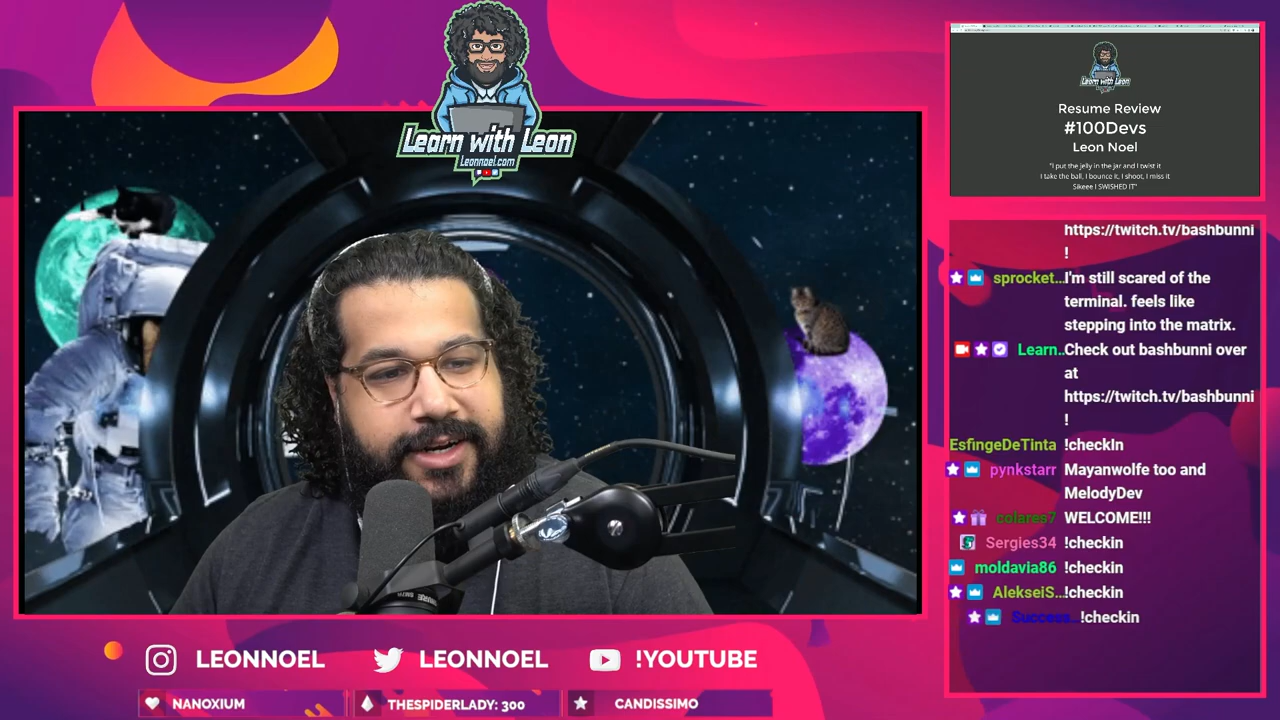 Learn with Leon
Leonnoel.com
Learn with Leon
Resume Review
#100Devs
Leon Noel
"I put the jelly in the jar and I twist it
I take the ball, I bounce it, I shoot, I miss it
Sikeee I SWISHED IT"
https://twitch.tv/bashbunni
!
sprocket... I'm still scared of the
terminal. feels like
stepping into the matrix.
Learn... Check out bashbunni over
at
https://twitch.tv/bashbunni
!
EsfingeDeTinta !checkIn
pynkstarr Mayanwolfe too and
MelodyDev
colares7 WELCOME!!!
Sergies34 !checkin
moldavia86 !checkin
AlekseiS... !checkin
Success... !checkin
LEONNOEL LEONNOEL !YOUTUBE
NANOXIUM THESPIDERLADY: 300 CANDISSIMO